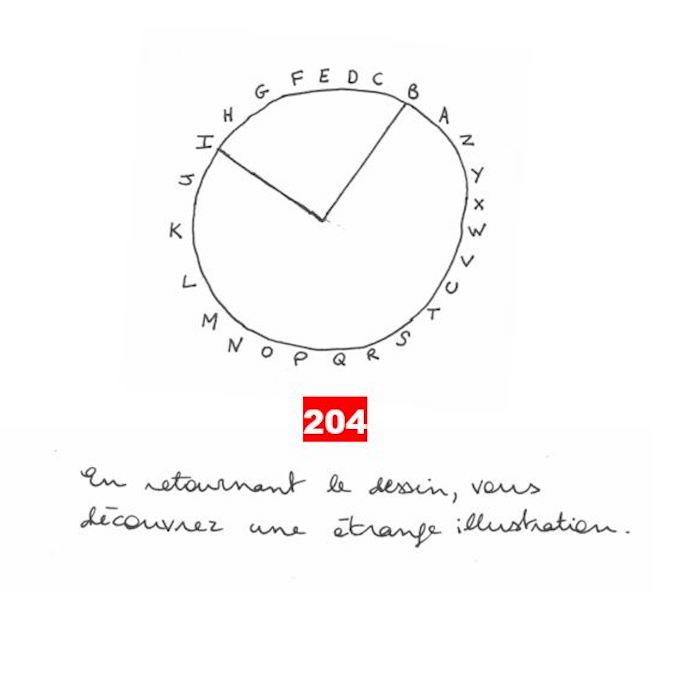 F E D C B A Z Y X W V U T S R Q P O N M L K J I H G
204
En retournant le dessin, vous
découvrez une étrange illustration.